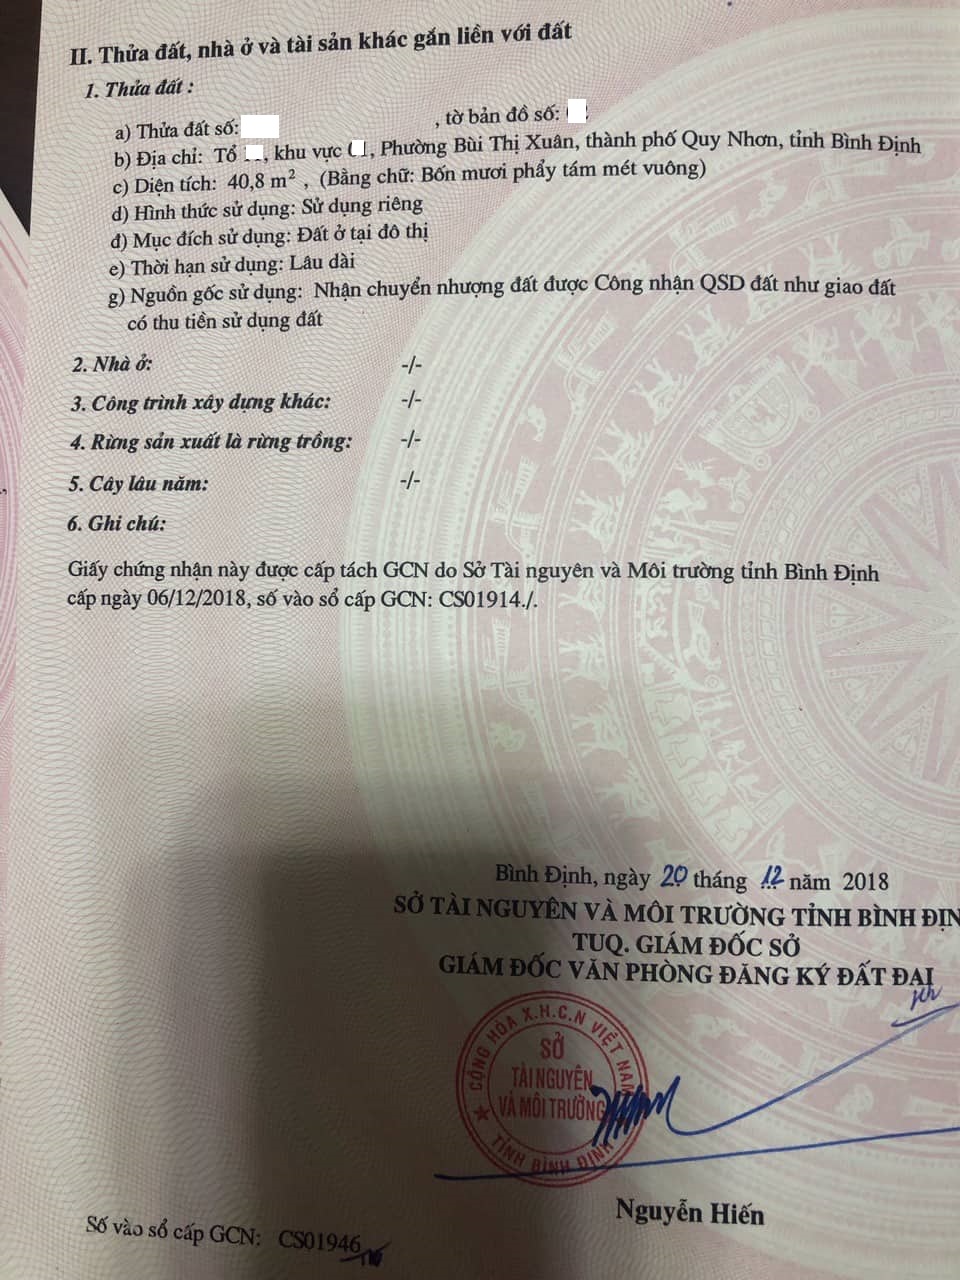 II. Thửa đất, nhà ở và tài sản khác gắn liền với đất
1. Thửa đất :
a) Thửa đất số: , tờ bản đồ số:
b) Địa chỉ: Tổ , khu vực , Phường Bùi Thị Xuân, thành phố Quy Nhơn, tỉnh Bình Định
c) Diện tích: 40,8 m² , (Bằng chữ: Bốn mươi phẩy tám mét vuông)
d) Hình thức sử dụng: Sử dụng riêng
đ) Mục đích sử dụng: Đất ở tại đô thị
e) Thời hạn sử dụng: Lâu dài
g) Nguồn gốc sử dụng: Nhận chuyển nhượng đất được Công nhận QSD đất như giao đất
có thu tiền sử dụng đất
2. Nhà ở: -/-
3. Công trình xây dựng khác: -/-
4. Rừng sản xuất là rừng trồng: -/-
5. Cây lâu năm: -/-
6. Ghi chú:
Giấy chứng nhận này được cấp tách GCN do Sở Tài nguyên và Môi trường tỉnh Bình Định
cấp ngày 06/12/2018, số vào sổ cấp GCN: CS01914./.
Bình Định, ngày 20 tháng 12 năm 2018
SỞ TÀI NGUYÊN VÀ MÔI TRƯỜNG TỈNH BÌNH ĐỊN
TUQ. GIÁM ĐỐC SỞ
GIÁM ĐỐC VĂN PHÒNG ĐĂNG KÝ ĐẤT ĐAI
CỘNG HÒA X.H.C.N VIỆT NAM
SỞ
TÀI NGUYÊN
VÀ MÔI TRƯỜNG
TỈNH BÌNH ĐỊNH
Nguyễn Hiến
Số vào sổ cấp GCN: CS01946